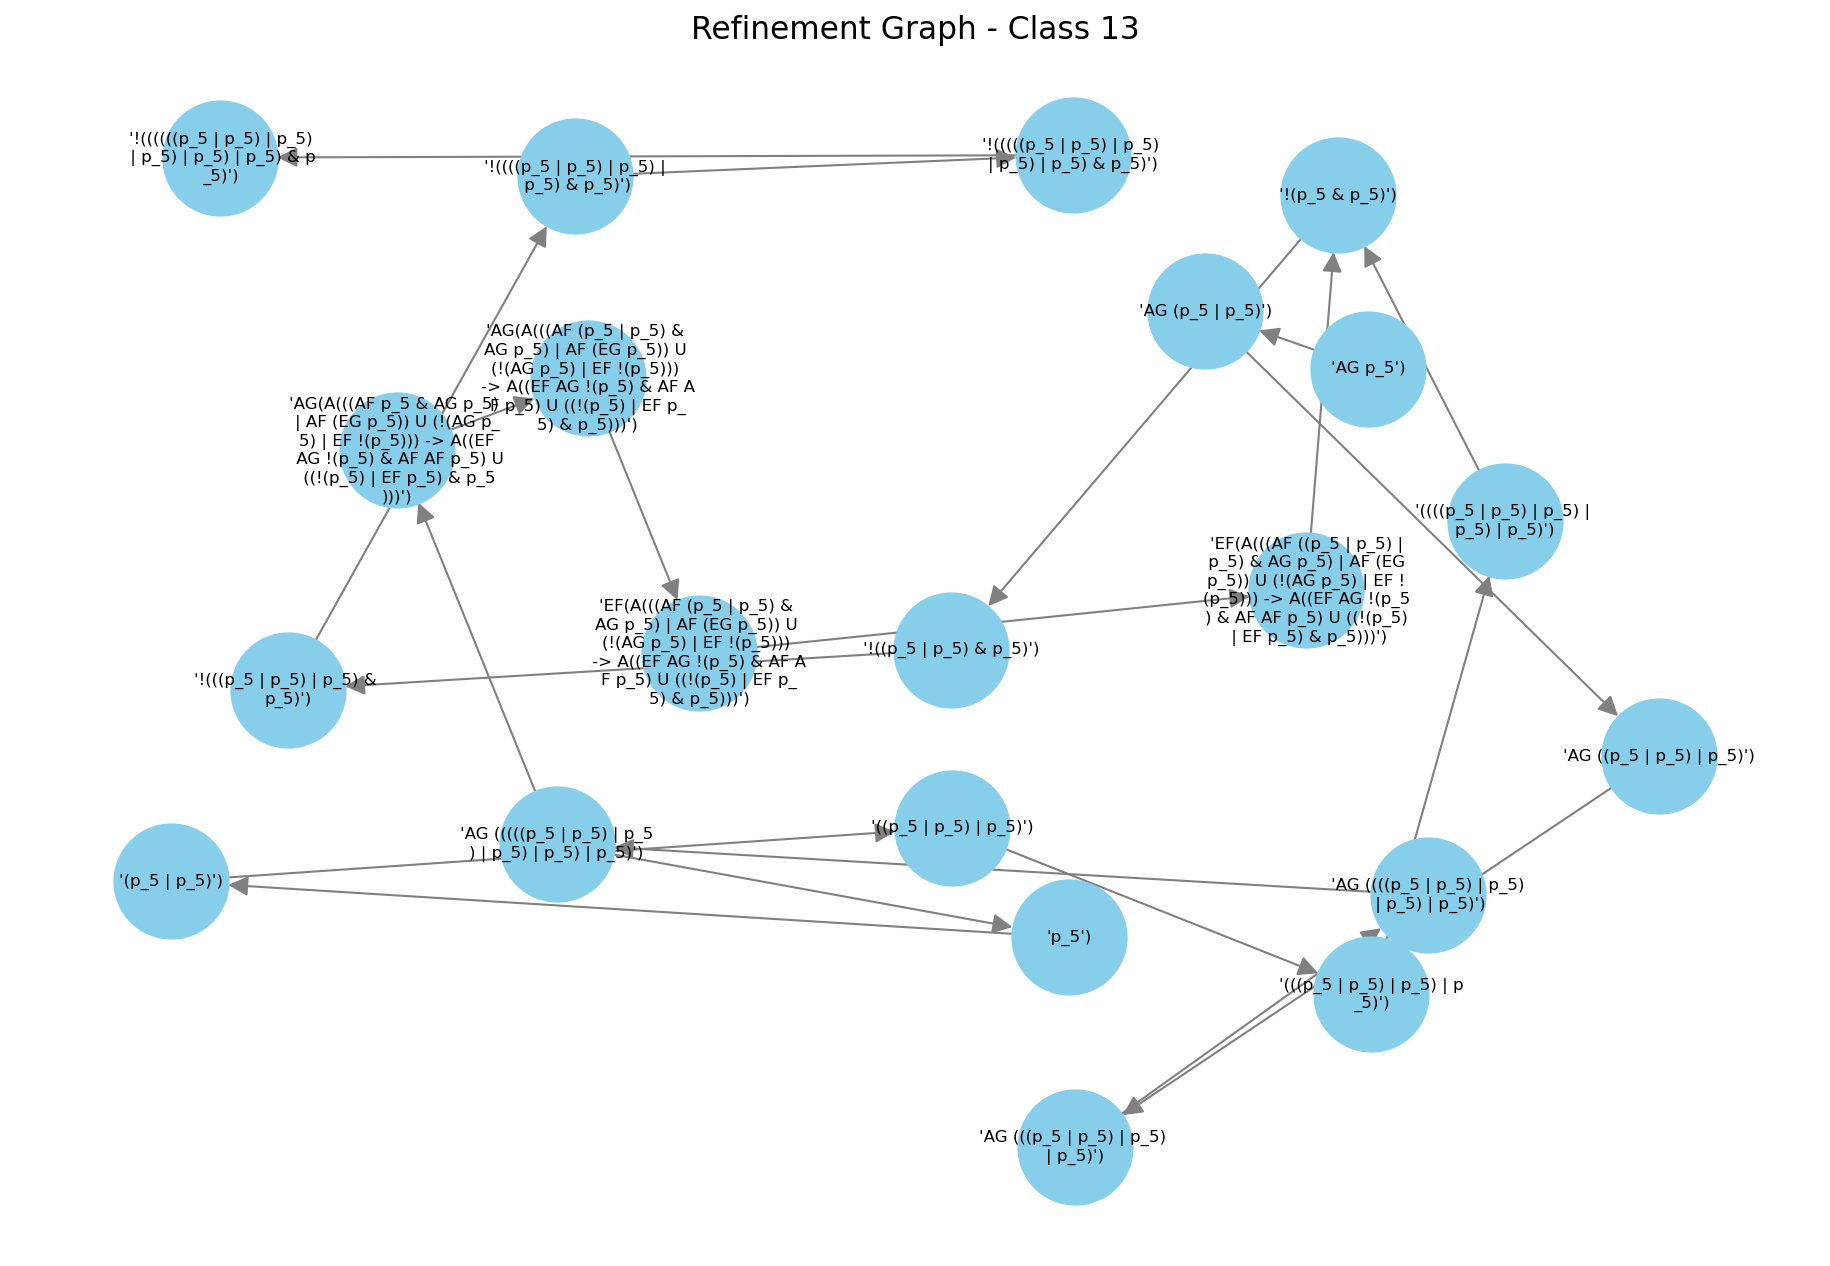 Refinement Graph - Class 13
'!((((((p_5 | p_5) | p_5)
| p_5) | p_5) | p_5) & p
_5)')
'!((((p_5 | p_5) | p_5) |
p_5) & p_5)')
'!(((((p_5 | p_5) | p_5)
| p_5) | p_5) & p_5)')
'!(p_5 & p_5)')
'AG (p_5 | p_5)')
'AG p_5')
'AG(A(((AF (p_5 | p_5) &
AG p_5) | AF (EG p_5)) U
(!(AG p_5) | EF !(p_5)))
-> A((EF AG !(p_5) & AF A
F p_5) U ((!(p_5) | EF p_
5) & p_5)))')
'AG(A(((AF p_5 & AG p_5)
| AF (EG p_5)) U (!(AG p_
5) | EF !(p_5))) -> A((EF
AG !(p_5) & AF AF p_5) U
((!(p_5) | EF p_5) & p_5
)))')
'((((p_5 | p_5) | p_5) |
p_5) | p_5)')
'EF(A(((AF ((p_5 | p_5) |
p_5) & AG p_5) | AF (EG
p_5)) U (!(AG p_5) | EF !
(p_5))) -> A((EF AG !(p_5
) & AF AF p_5) U ((!(p_5)
| EF p_5) & p_5)))')
'EF(A(((AF (p_5 | p_5) &
AG p_5) | AF (EG p_5)) U
(!(AG p_5) | EF !(p_5)))
-> A((EF AG !(p_5) & AF A
F p_5) U ((!(p_5) | EF p_
5) & p_5)))')
'!((p_5 | p_5) & p_5)')
'!(((p_5 | p_5) | p_5) &
p_5)')
'AG ((p_5 | p_5) | p_5)')
'AG (((((p_5 | p_5) | p_5
) | p_5) | p_5) | p_5)')
'((p_5 | p_5) | p_5)')
'(p_5 | p_5)')
'AG ((((p_5 | p_5) | p_5)
| p_5) | p_5)')
'p_5')
'(((p_5 | p_5) | p_5) | p
_5)')
'AG (((p_5 | p_5) | p_5)
| p_5)')